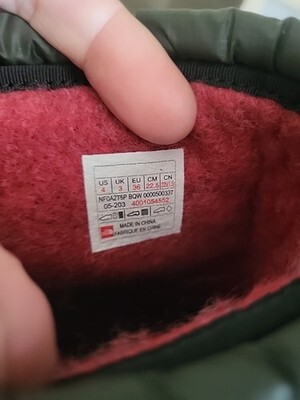 US UK EU CM CN
4 3 36 22.5
NF0A2T5P BQW 0000500337
05-203 4001054552
MADE IN CHINA
FABRIQUÉ EN CHINE